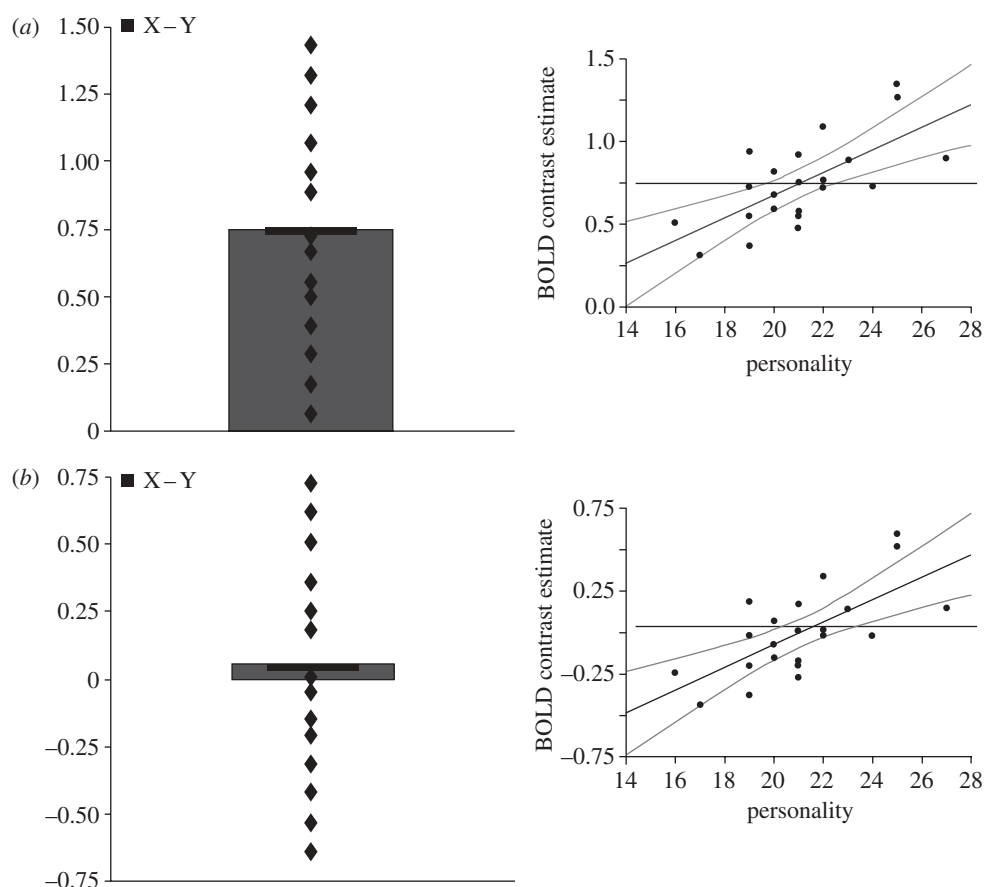 (a)
X – Y
1.50
1.25
1.00
0.75
0.50
0.25
0
BOLD contrast estimate
1.5
1.0
0.5
0.0
14 16 18 20 22 24 26 28
personality
(b)
X – Y
0.75
0.50
0.25
0
–0.25
–0.50
–0.75
BOLD contrast estimate
0.75
0.25
–0.25
–0.75
14 16 18 20 22 24 26 28
personality